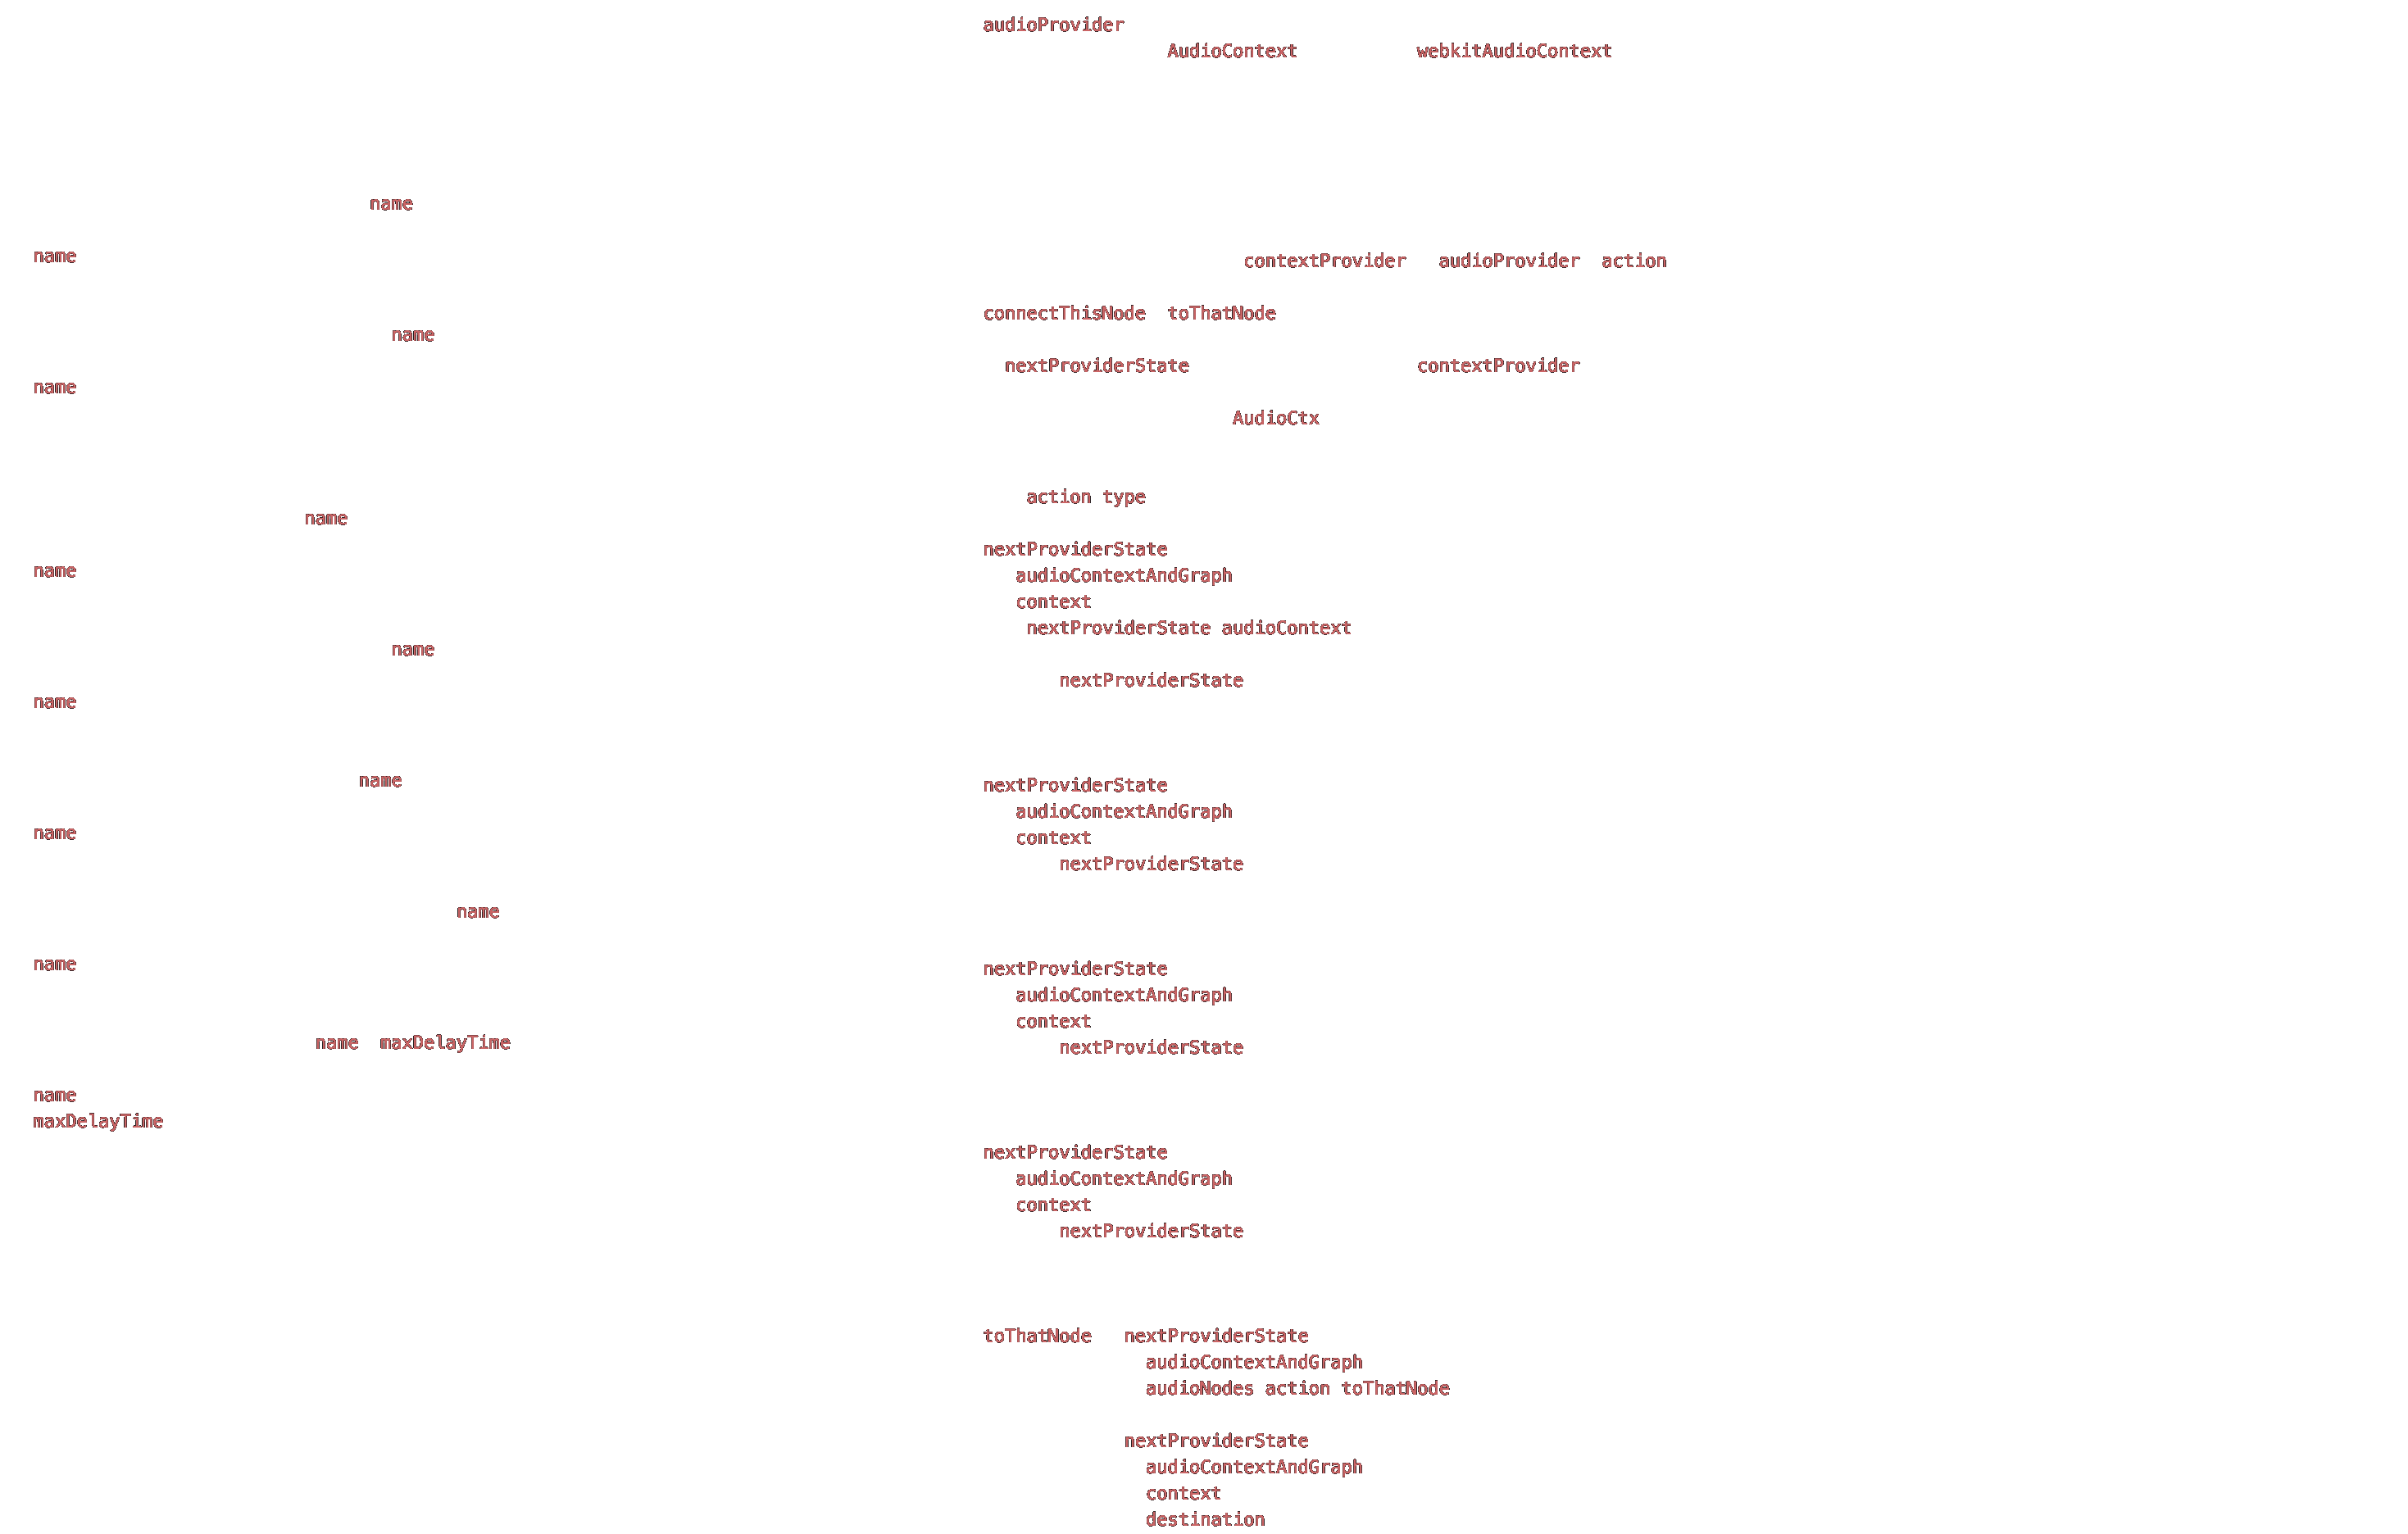 name
name
name
name
name
name
name
name
name
name
name
name
name maxDelayTime
name
maxDelayTime
audioProvider
AudioContext webkitAudioContext
contextProvider audioProvider action
connectThisNode toThatNode
nextProviderState contextProvider
AudioCtx
action type
nextProviderState
audioContextAndGraph
context
nextProviderState audioContext
nextProviderState
nextProviderState
audioContextAndGraph
context
nextProviderState
nextProviderState
audioContextAndGraph
context
nextProviderState
nextProviderState
audioContextAndGraph
context
nextProviderState
toThatNode nextProviderState
audioContextAndGraph
audioNodes action toThatNode
nextProviderState
audioContextAndGraph
context
destination